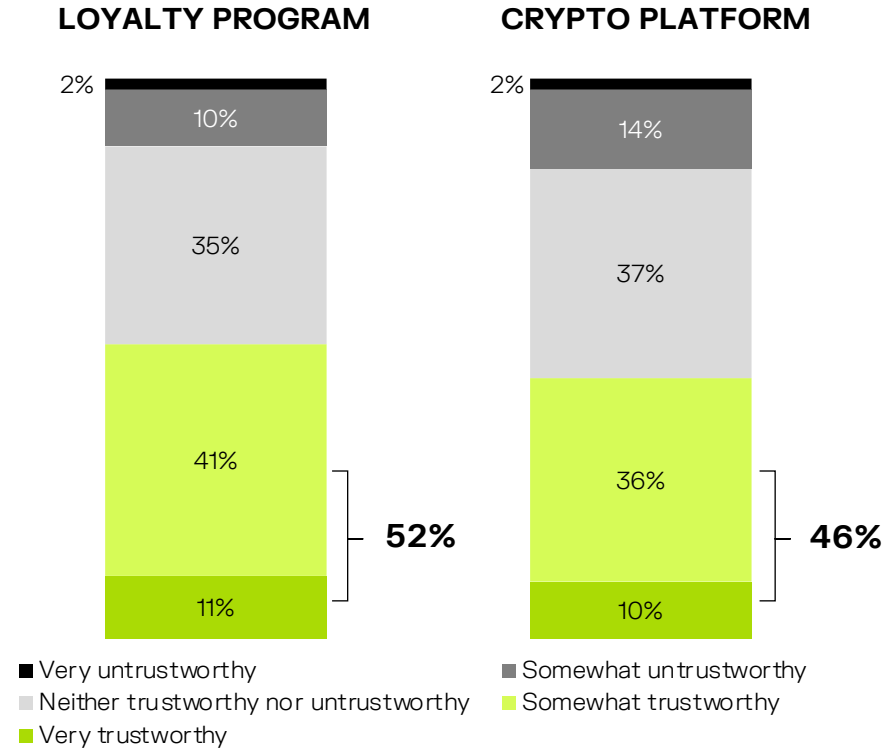 LOYALTY PROGRAM
2%
10%
35%
41%
52%
11%
CRYPTO PLATFORM
2%
14%
37%
36%
46%
10%
Very untrustworthy
Somewhat untrustworthy
Neither trustworthy nor untrustworthy
Somewhat trustworthy
Very trustworthy